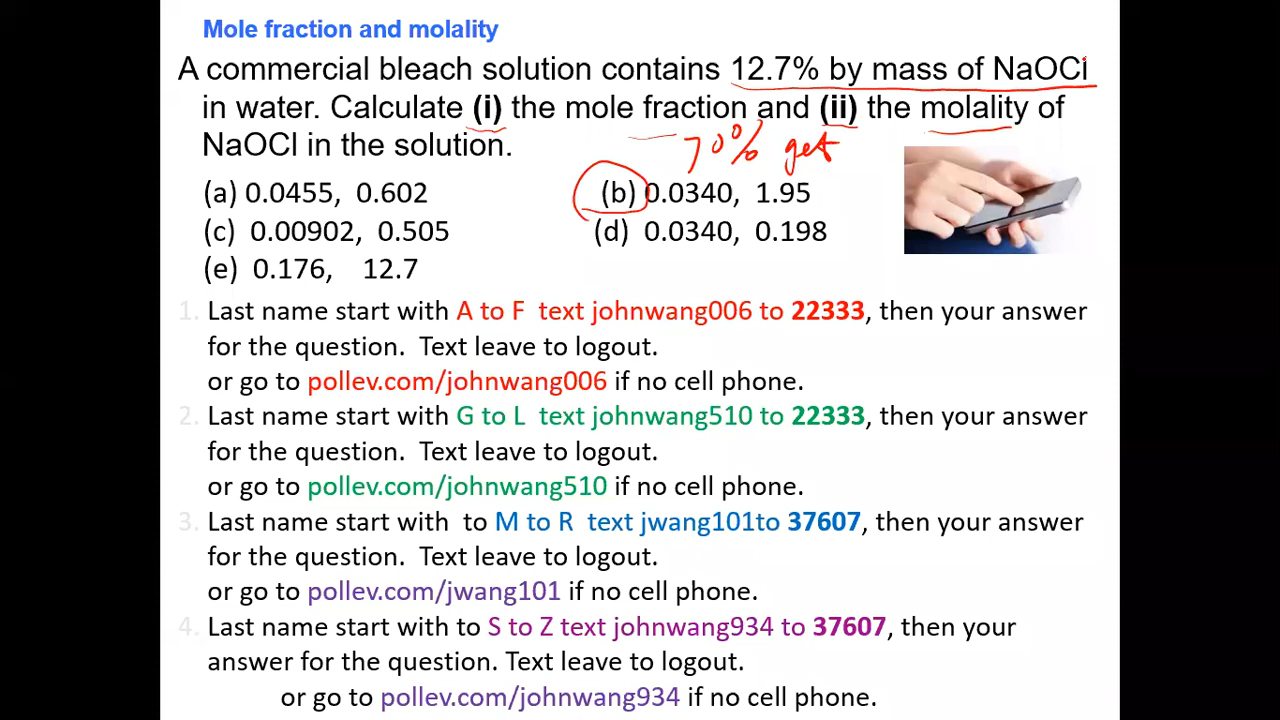 Mole fraction and molality
A commercial bleach solution contains 12.7% by mass of NaOCl
in water. Calculate (i) the mole fraction and (ii) the molality of
70% get
NaOCl in the solution.
(a) 0.0455, 0.602 (b) 0.0340, 1.95
(c) 0.00902, 0.505 (d) 0.0340, 0.198
(e) 0.176, 12.7
1. Last name start with A to F text johnwang006 to 22333, then your answer
for the question. Text leave to logout.
or go to pollev.com/johnwang006 if no cell phone.
2. Last name start with G to L text johnwang510 to 22333, then your answer
for the question. Text leave to logout.
or go to pollev.com/johnwang510 if no cell phone.
3. Last name start with to M to R text jwang101to 37607, then your answer
for the question. Text leave to logout.
or go to pollev.com/jwang101 if no cell phone.
4. Last name start with to S to Z text johnwang934 to 37607, then your
answer for the question. Text leave to logout.
or go to pollev.com/johnwang934 if no cell phone.